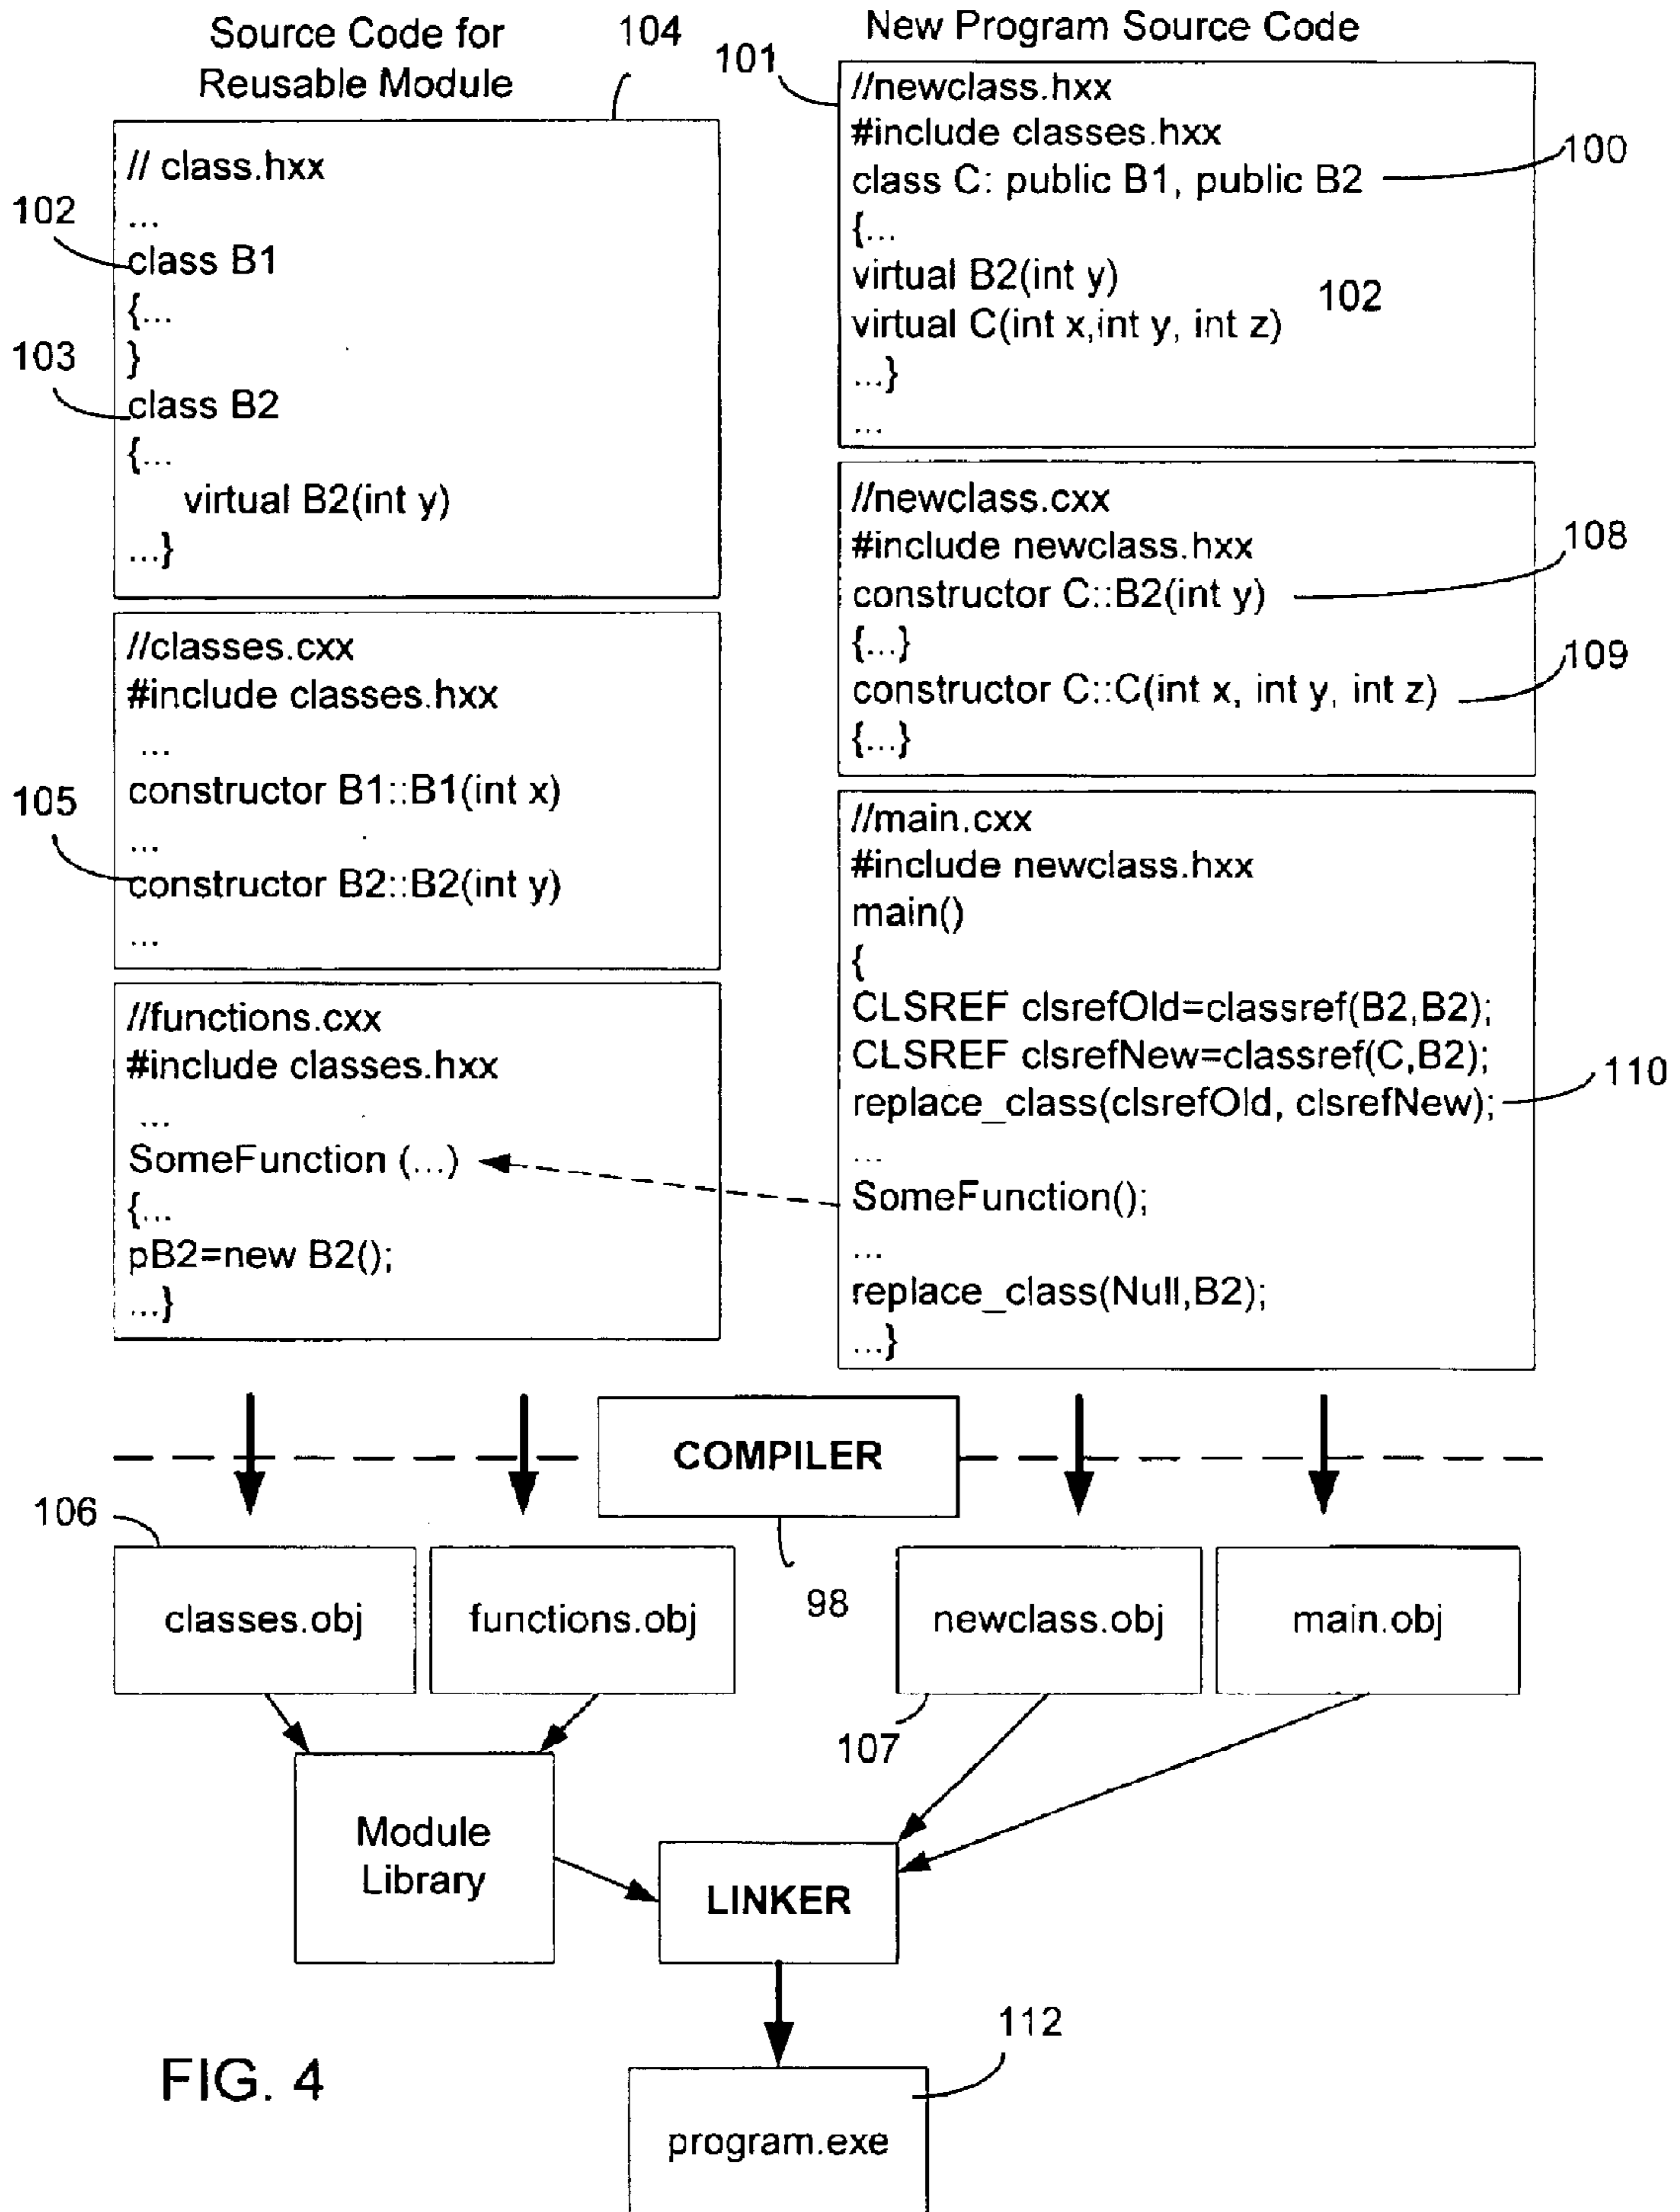 Source Code for
Reusable Module
104
// class.hxx
...
102
class B1
{...
}
103
class B2
{...
virtual B2(int y)
...}
//classes.cxx
#include classes.hxx
...
constructor B1::B1(int x)
105
...
constructor B2::B2(int y)
...
//functions.cxx
#include classes.hxx
...
SomeFunction (...)
{...
pB2=new B2();
...}
New Program Source Code
101
//newclass.hxx
#include classes.hxx
100
class C: public B1, public B2
{...
virtual B2(int y)
102
virtual C(int x,int y, int z)
...}
...
//newclass.cxx
#include newclass.hxx
108
constructor C::B2(int y)
{...}
109
constructor C::C(int x, int y, int z)
{...}
//main.cxx
#include newclass.hxx
main()
{
CLSREF clsrefOld=classref(B2,B2);
CLSREF clsrefNew=classref(C,B2);
replace_class(clsrefOld, clsrefNew);
110
...
SomeFunction();
...
replace_class(Null,B2);
...}
COMPILER
98
106
classes.obj
functions.obj
newclass.obj
main.obj
107
Module
Library
LINKER
112
program.exe
FIG. 4